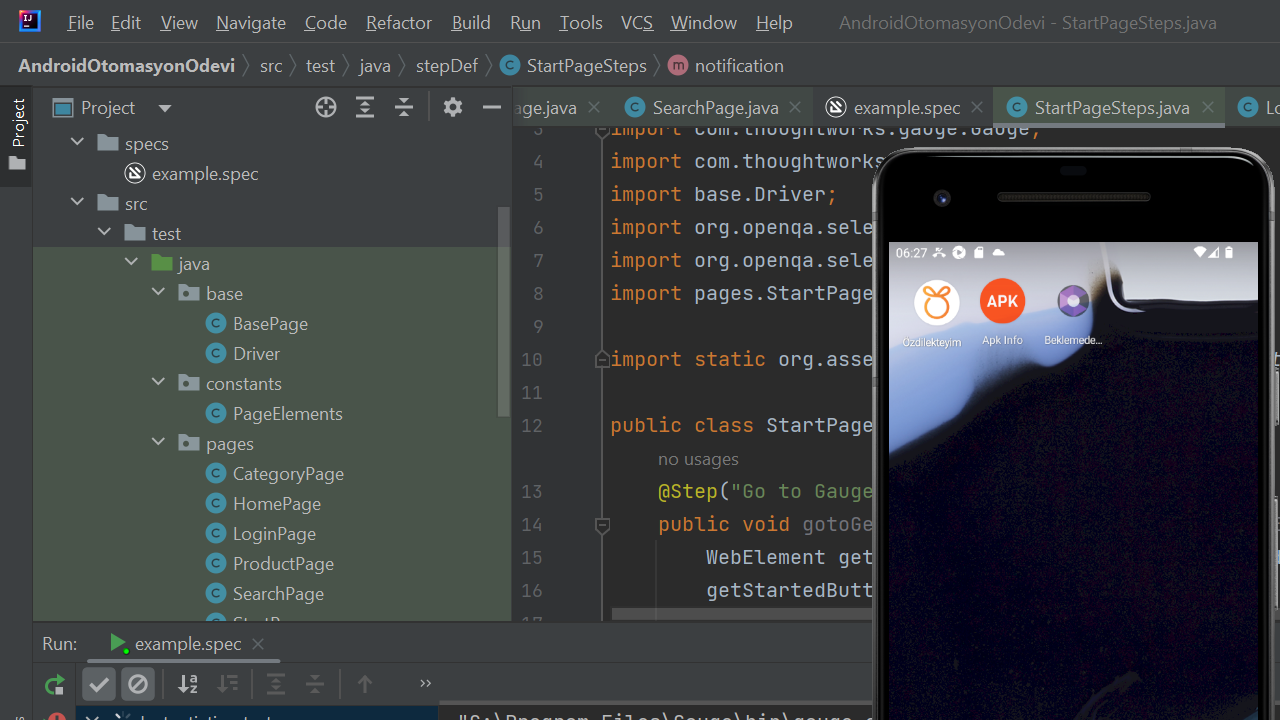 File Edit View Navigate Code Refactor Build Run Tools VCS Window Help AndroidOtomasyonOdevi - StartPageSteps.java
AndroidOtomasyonOdevi src test java stepDef StartPageSteps notification
Project
Project
age.java SearchPage.java example.spec StartPageSteps.java Lo
specs
example.spec
src
test
java
base
BasePage
Driver
constants
PageElements
pages
CategoryPage
HomePage
LoginPage
ProductPage
SearchPage
3 import com.thoughtworks.gauge.Gauge;
4 import com.thoughtworks
5 import base.Driver;
6 import org.openqa.sele
7 import org.openqa.sele
8 import pages.StartPage
9
10 import static org.asse
11
12 public class StartPage
no usages
13 @Step("Go to Gauge
14 public void gotoGe
15 WebElement get
16 getStartedButt
17
06:27
APK
Özdilekteyim Apk Info Beklemede...
Run: example.spec